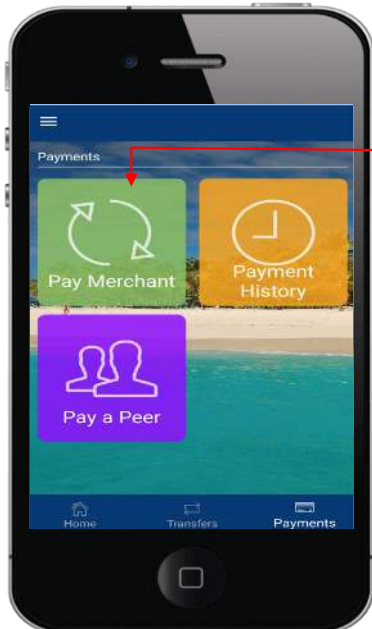 Payments
Pay Merchant
Payment
History
Pay a Peer
Home
Transfers
Payments